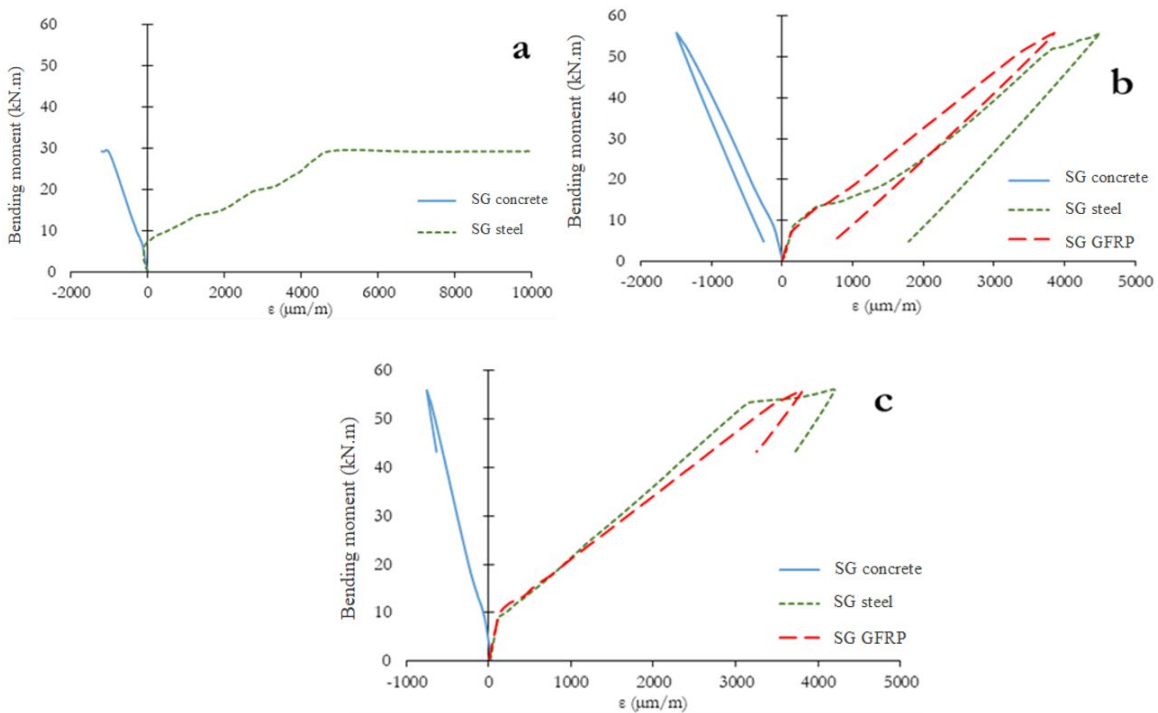 a
Bending moment (kN.m)
60
50
40
30
20
10
0
-2000
0
2000
4000
6000
8000
10000
ε (μm/m)
SG concrete
SG steel
b
Bending moment (kN.m)
60
50
40
30
20
10
0
-2000
-1000
0
1000
2000
3000
4000
5000
ε (μm/m)
SG concrete
SG steel
SG GFRP
c
Bending moment (kN.m)
60
50
40
30
20
10
0
-1000
0
1000
2000
3000
4000
5000
ε (μm/m)
SG concrete
SG steel
SG GFRP